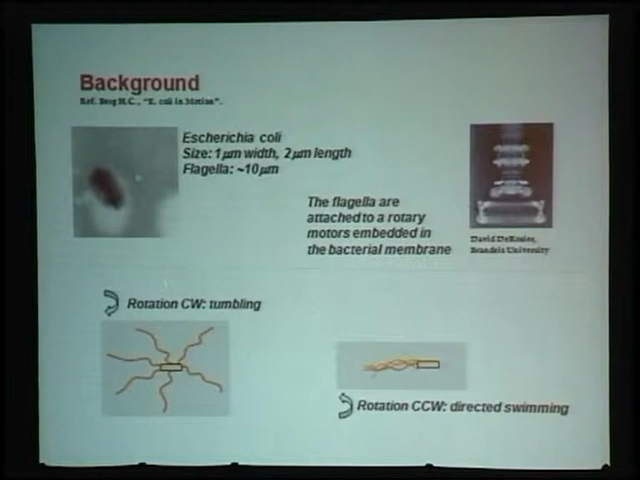 Background
Ref. Berg H.C., "E. coli in Motion".
Escherichia coli
Size: 1μm width, 2μm length
Flagella: ~10μm
The flagella are
attached to a rotary
motors embedded in
the bacterial membrane
David DeRosier,
Brandeis University
Rotation CW: tumbling
Rotation CCW: directed swimming